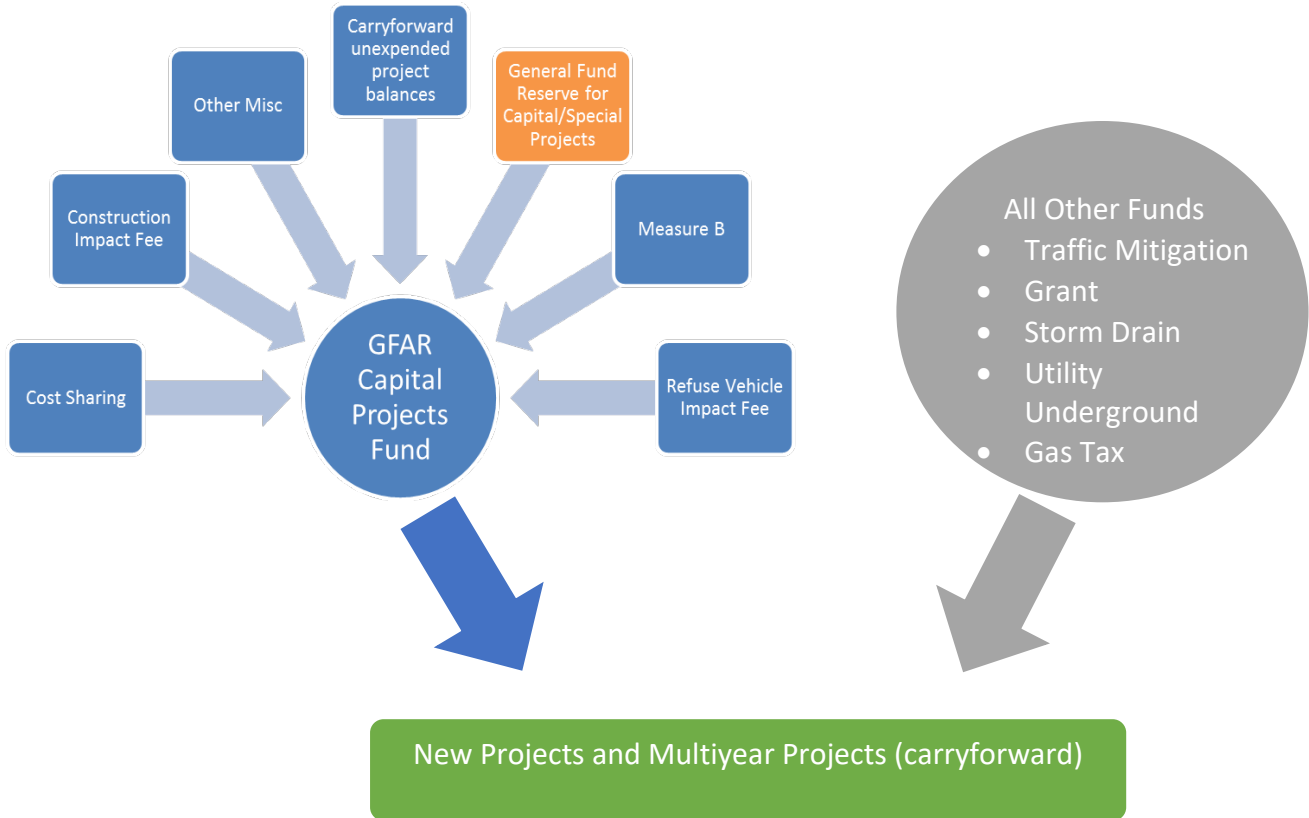 Carryforward
unexpended
project
balances
General Fund
Reserve for
Capital/Special
Projects
Other Misc
Construction
Impact Fee
Measure B
Cost Sharing
GFAR
Capital
Projects
Fund
Refuse Vehicle
Impact Fee
All Other Funds
• Traffic Mitigation
• Grant
• Storm Drain
• Utility
Underground
• Gas Tax
New Projects and Multiyear Projects (carryforward)